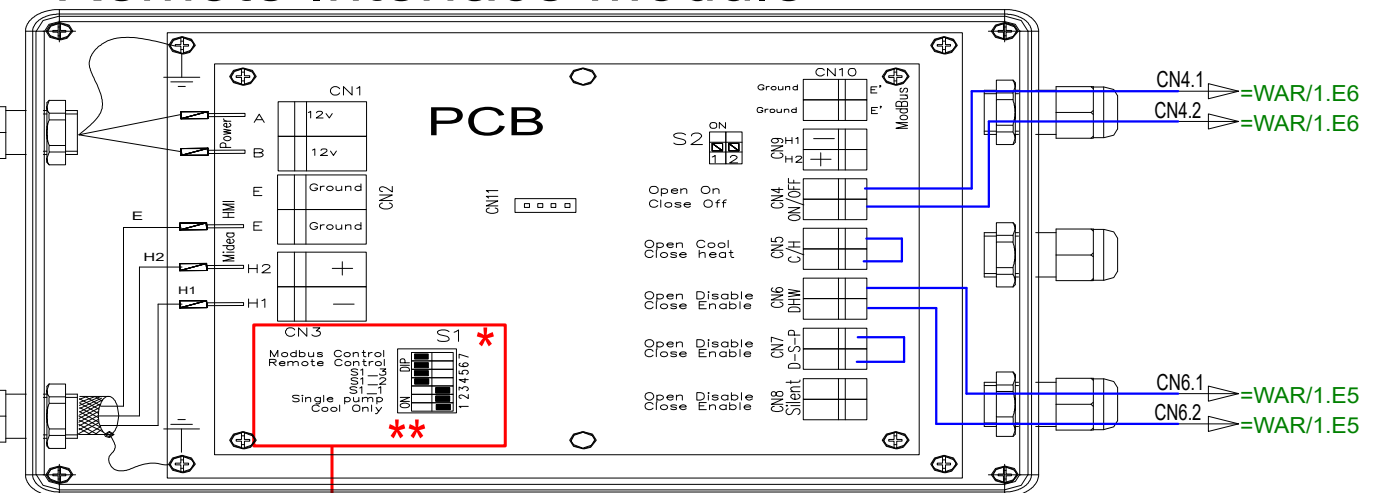 CN10
Ground E'
Ground E'
ModBus
CN4.1
=WAR/1.E6
CN4.2
=WAR/1.E6
CN1
Power
A 12v
B 12v
PCB
ON
S2
1 2
CN9
H1 —
H2 +
E Ground
E
HMI
E Ground
CN2
CN11
Open On
Close Off
CN4
ON/OFF
Midea
H2
H2 +
H1
H1 —
CN3
Open Cool
Close heat
CN5
C/H
Open Disable
Close Enable
CN6
DHW
S1 *
Modbus Control
Remote Control
S1_3
S1_2
S1_1
Single pump
Cool Only
DIP
ON
1234567
**
Open Disable
Close Enable
CN7
D-S-P
Open Disable
Close Enable
CN8
Silent
CN6.1
=WAR/1.E5
CN6.2
=WAR/1.E5